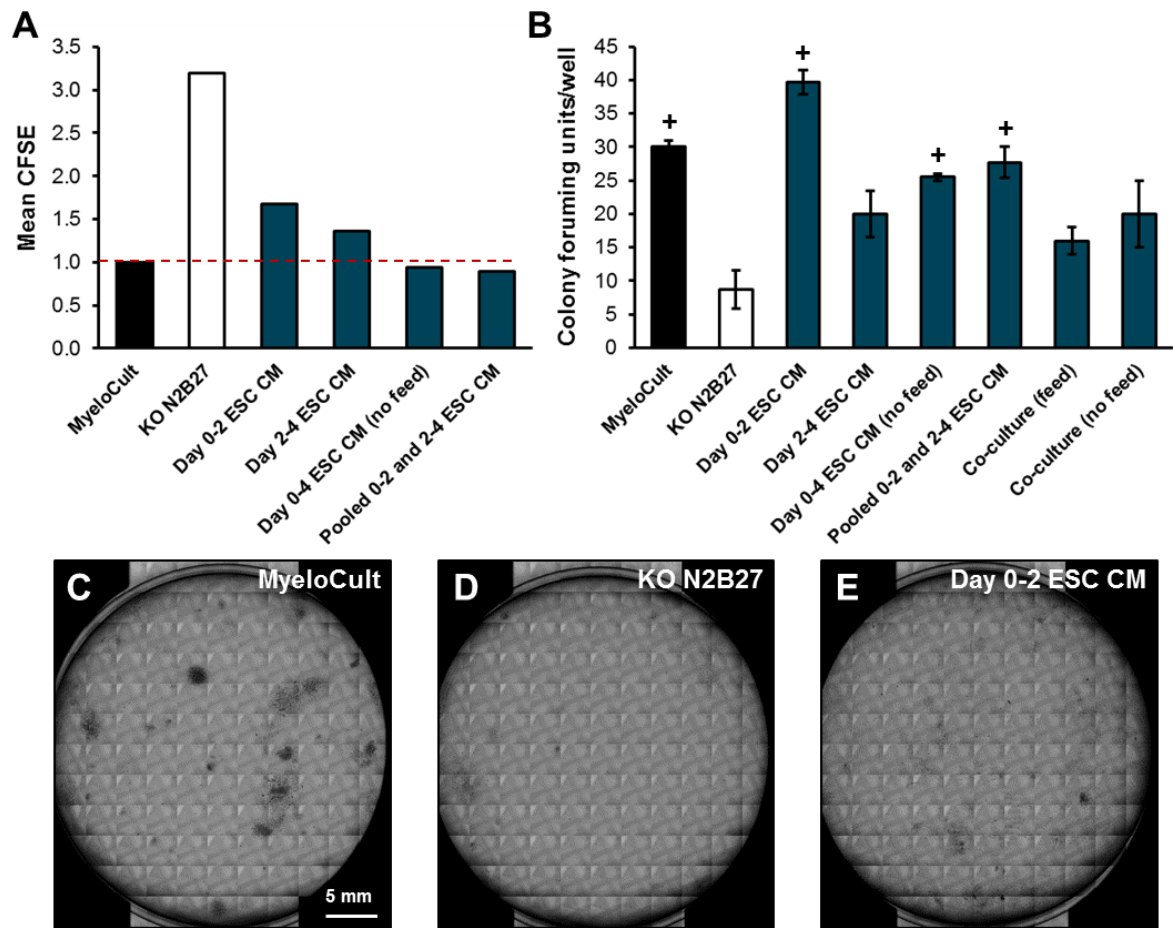 A
Mean CFSE
3.5
3.0
2.5
2.0
1.5
1.0
0.5
0.0
MyeloCult
KO N2B27
Day 0-2 ESC CM
Day 2-4 ESC CM
Day 0-4 ESC CM (no feed)
Pooled 0-2 and 2-4 ESC CM
B
Colony foruming units/well
45
40
35
30
25
20
15
10
5
0
+
+
+
+
MyeloCult
KO N2B27
Day 0-2 ESC CM
Day 2-4 ESC CM
Day 0-4 ESC CM (no feed)
Pooled 0-2 and 2-4 ESC CM
Co-culture (feed)
Co-culture (no feed)
C MyeloCult
5 mm
D KO N2B27
E Day 0-2 ESC CM